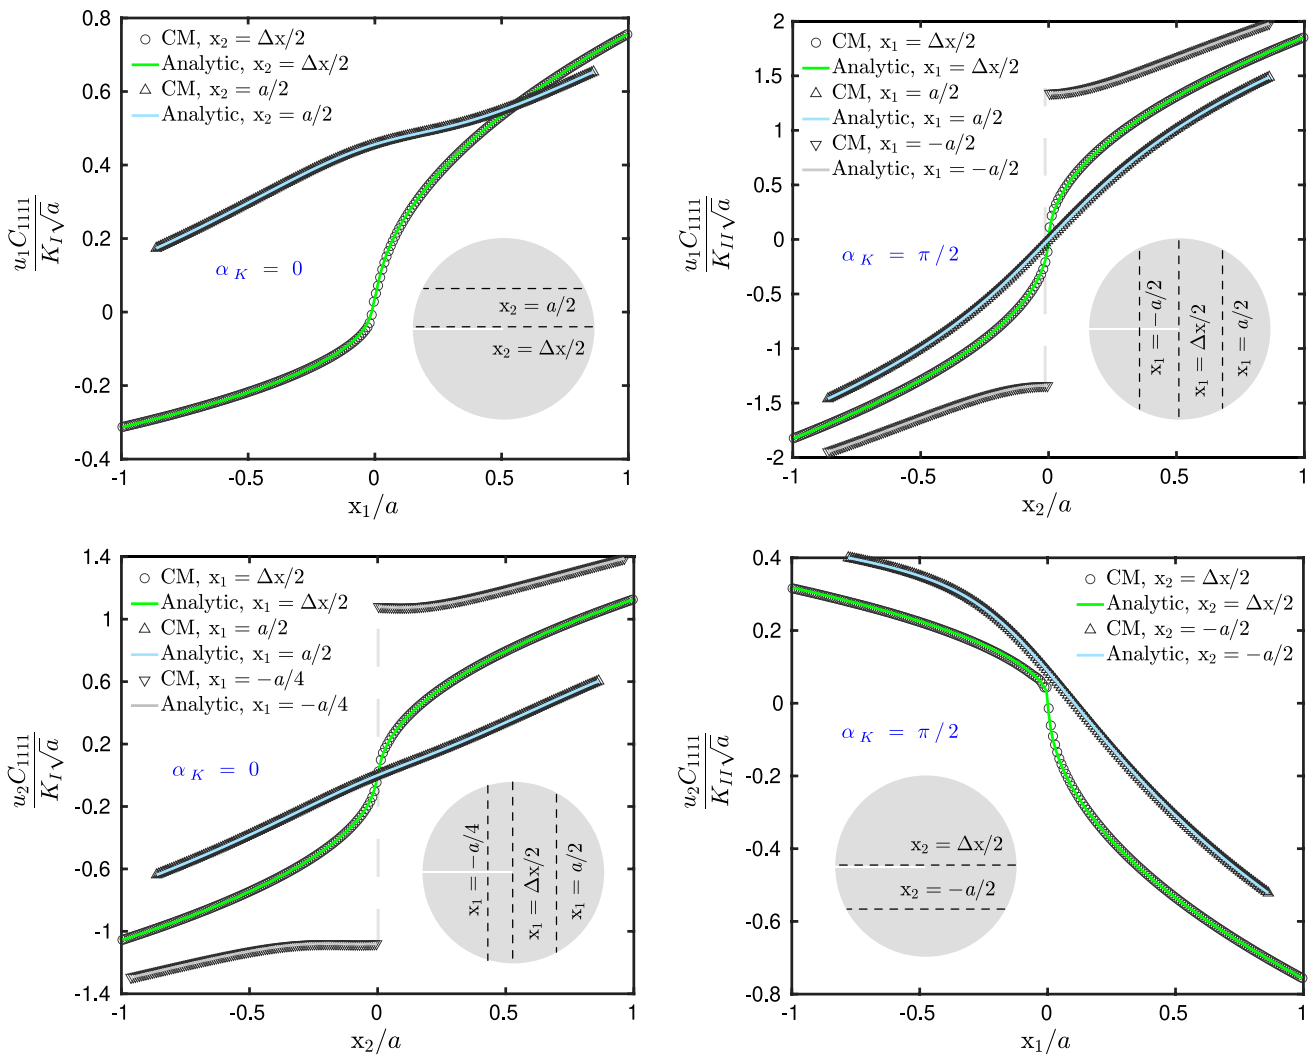 u₁C₁₁₁₁ / K_I√a
0.8
0.6
0.4
0.2
0
-0.2
-0.4
CM, x₂ = Δx/2
Analytic, x₂ = Δx/2
CM, x₂ = a/2
Analytic, x₂ = a/2
α_K = 0
x₂ = a/2
x₂ = Δx/2
-1 -0.5 0 0.5 1
x₁/a
u₁C₁₁₁₁ / K_II√a
2
1.5
1
0.5
0
-0.5
-1
-1.5
-2
CM, x₁ = Δx/2
Analytic, x₁ = Δx/2
CM, x₁ = a/2
Analytic, x₁ = a/2
CM, x₁ = −a/2
Analytic, x₁ = −a/2
α_K = π/2
x₁ = −a/2
x₁ = Δx/2
x₁ = a/2
-1 -0.5 0 0.5 1
x₂/a
u₂C₁₁₁₁ / K_I√a
1.4
1
0.6
0.2
-0.2
-0.6
-1
-1.4
CM, x₁ = Δx/2
Analytic, x₁ = Δx/2
CM, x₁ = a/2
Analytic, x₁ = a/2
CM, x₁ = −a/4
Analytic, x₁ = −a/4
α_K = 0
x₁ = −a/4
x₁ = Δx/2
x₁ = a/2
-1 -0.5 0 0.5 1
x₂/a
u₂C₁₁₁₁ / K_II√a
0.4
0.2
0
-0.2
-0.4
-0.6
-0.8
CM, x₂ = Δx/2
Analytic, x₂ = Δx/2
CM, x₂ = −a/2
Analytic, x₂ = −a/2
α_K = π/2
x₂ = Δx/2
x₂ = −a/2
-1 -0.5 0 0.5 1
x₁/a